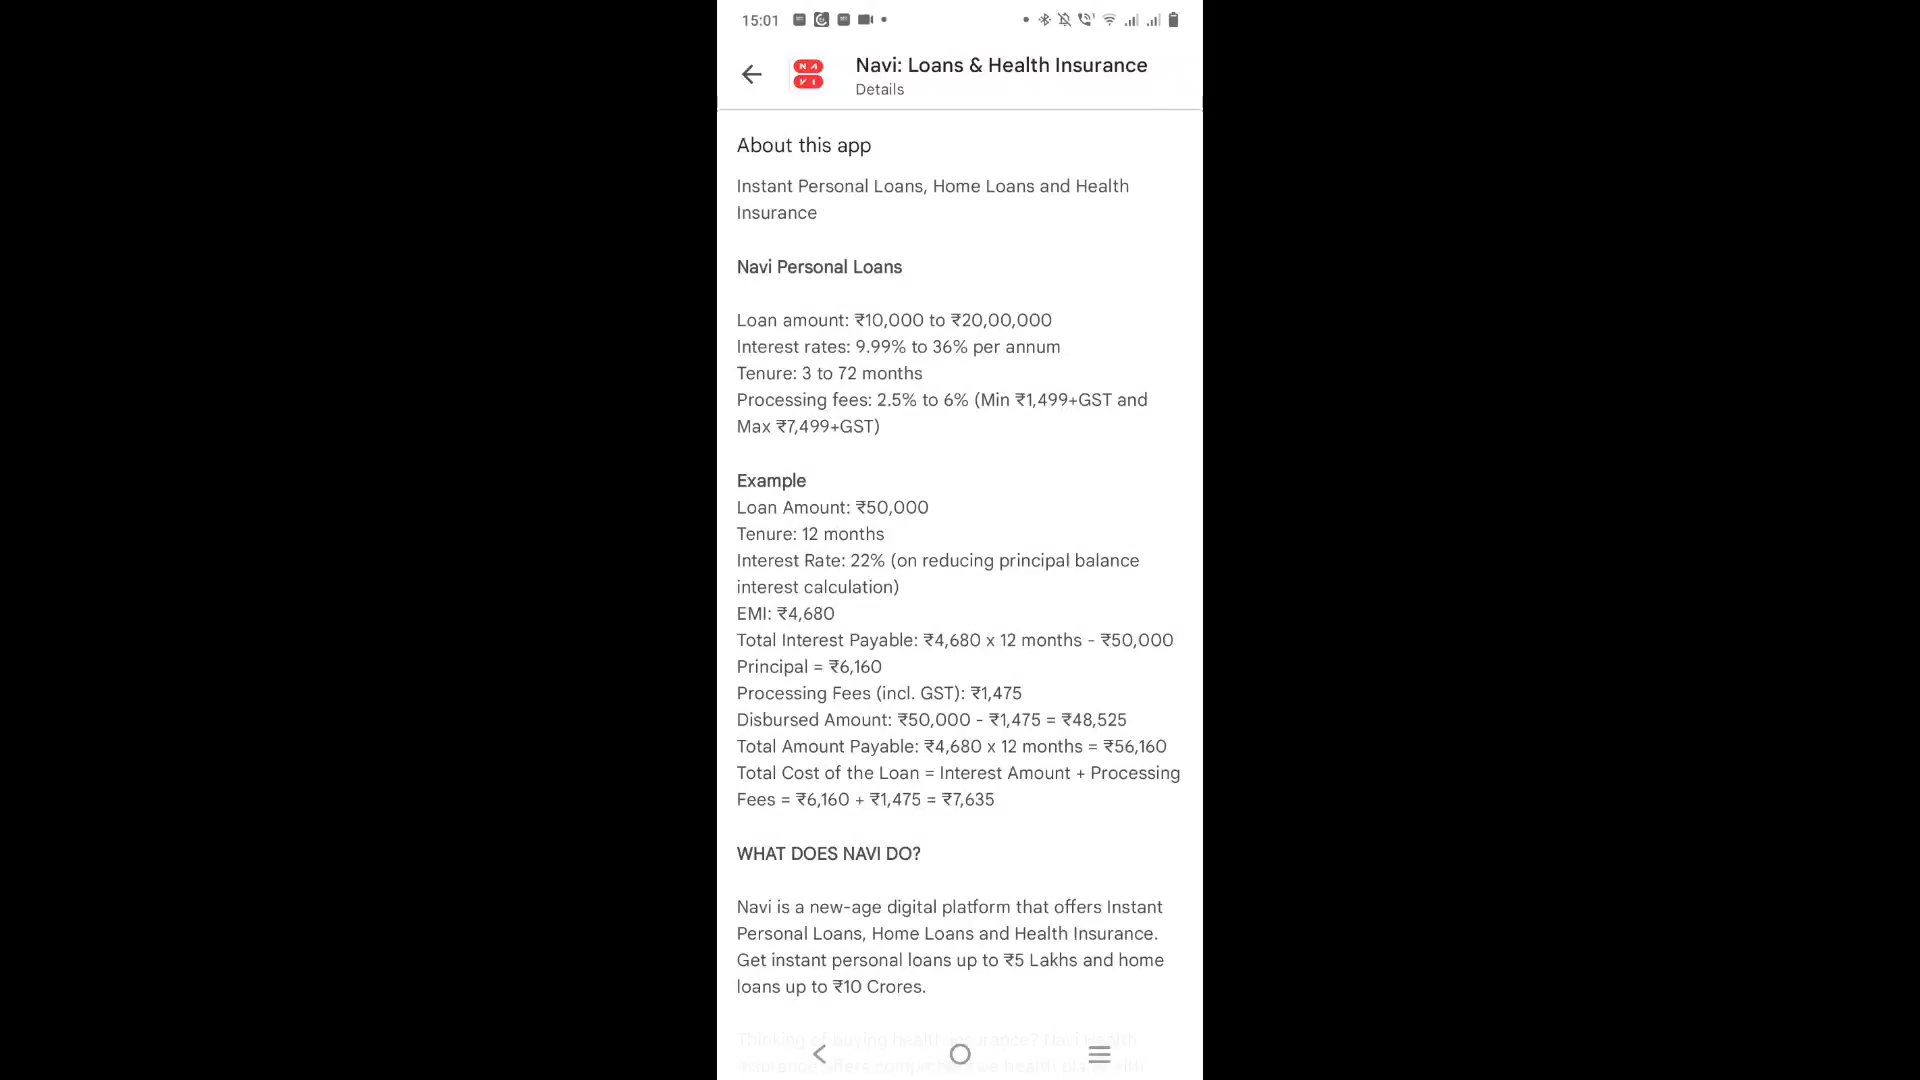 15:01
NAVI
Navi: Loans & Health Insurance
Details
About this app
Instant Personal Loans, Home Loans and Health
Insurance
Navi Personal Loans
Loan amount: ₹10,000 to ₹20,00,000
Interest rates: 9.99% to 36% per annum
Tenure: 3 to 72 months
Processing fees: 2.5% to 6% (Min ₹1,499+GST and
Max ₹7,499+GST)
Example
Loan Amount: ₹50,000
Tenure: 12 months
Interest Rate: 22% (on reducing principal balance
interest calculation)
EMI: ₹4,680
Total Interest Payable: ₹4,680 x 12 months - ₹50,000
Principal = ₹6,160
Processing Fees (incl. GST): ₹1,475
Disbursed Amount: ₹50,000 - ₹1,475 = ₹48,525
Total Amount Payable: ₹4,680 x 12 months = ₹56,160
Total Cost of the Loan = Interest Amount + Processing
Fees = ₹6,160 + ₹1,475 = ₹7,635
WHAT DOES NAVI DO?
Navi is a new-age digital platform that offers Instant
Personal Loans, Home Loans and Health Insurance.
Get instant personal loans up to ₹5 Lakhs and home
loans up to ₹10 Crores.
Thinking of buying health insurance? Navi Health